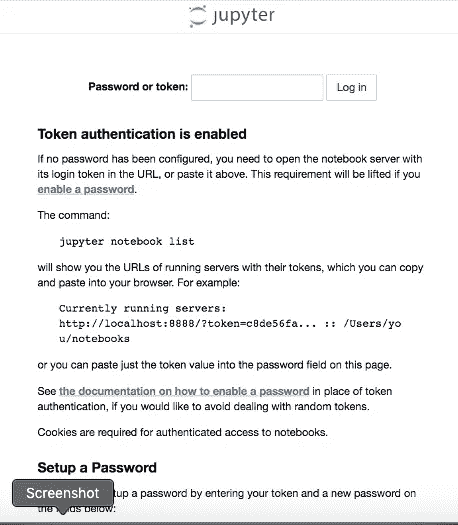 jupyter
Password or token: Log in
Token authentication is enabled
If no password has been configured, you need to open the notebook server with
its login token in the URL, or paste it above. This requirement will be lifted if you
enable a password.
The command:
jupyter notebook list
will show you the URLs of running servers with their tokens, which you can copy
and paste into your browser. For example:
Currently running servers:
http://localhost:8888/?token=c8de56fa... :: /Users/yo
u/notebooks
or you can paste just the token value into the password field on this page.
See the documentation on how to enable a password in place of token
authentication, if you would like to avoid dealing with random tokens.
Cookies are required for authenticated access to notebooks.
Setup a Password
Screenshot
a password by entering your token and a new password on
below: